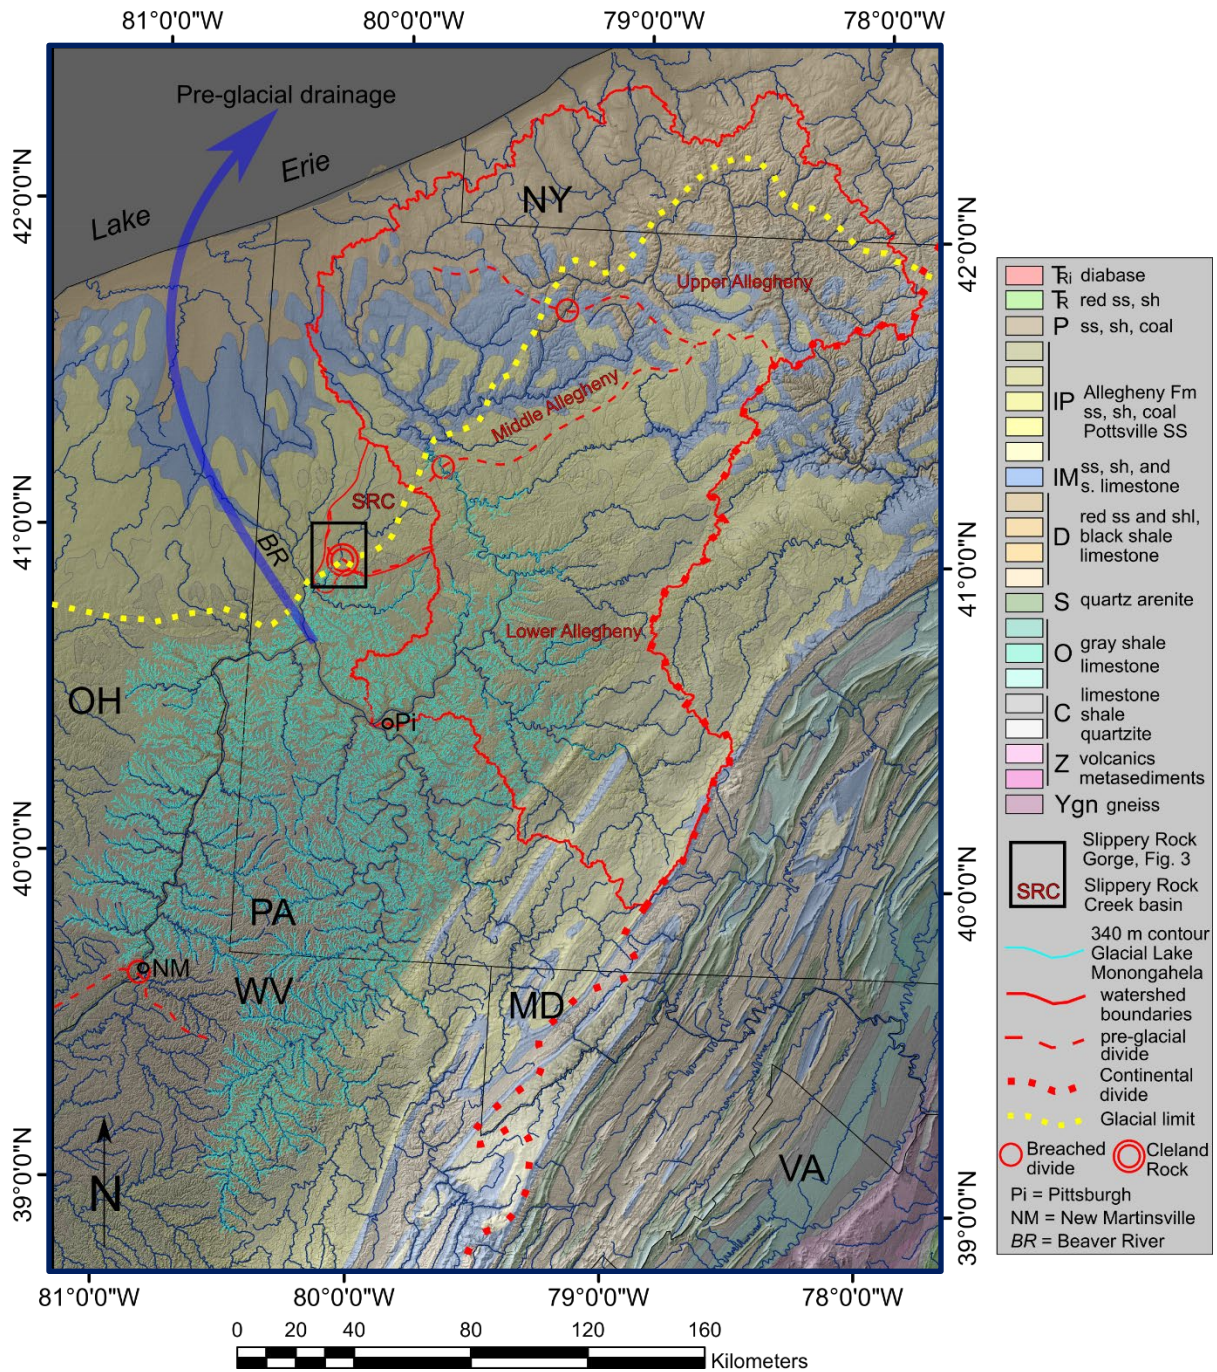 81°0'0"W
80°0'0"W
79°0'0"W
78°0'0"W
Pre-glacial drainage
Erie
Lake
42°0'0"N
NY
42°0'0"N
Upper Allegheny
Middle Allegheny
SRC
41°0'0"N
BR
41°0'0"N
Lower Allegheny
OH
Pi
40°0'0"N
PA
40°0'0"N
NM
WV
MD
VA
39°0'0"N
N
39°0'0"N
81°0'0"W
80°0'0"W
79°0'0"W
78°0'0"W
0 20 40 80 120 160
Kilometers
TRi diabase
TR red ss, sh
P ss, sh, coal
IP Allegheny Fm
ss, sh, coal
Pottsville SS
IM ss, sh, and
s. limestone
D red ss and shl,
black shale
limestone
S quartz arenite
O gray shale
limestone
C limestone
shale
quartzite
Z volcanics
metasediments
Ygn gneiss
Slippery Rock
Gorge, Fig. 3
SRC Slippery Rock
Creek basin
340 m contour
Glacial Lake
Monongahela
watershed
boundaries
pre-glacial
divide
Continental
divide
Glacial limit
Breached
divide
Cleland
Rock
Pi = Pittsburgh
NM = New Martinsville
BR = Beaver River